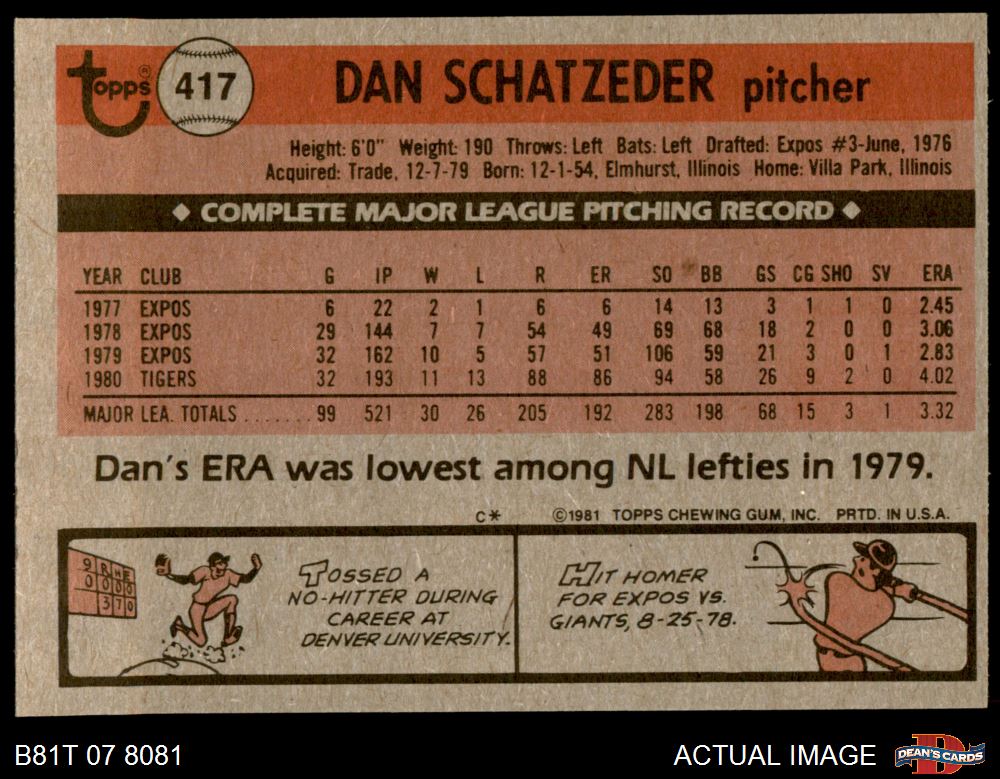 topps® 417 DAN SCHATZEDER pitcher
Height: 6'0" Weight: 190 Throws: Left Bats: Left Drafted: Expos #3-June, 1976
Acquired: Trade, 12-7-79 Born: 12-1-54, Elmhurst, Illinois Home: Villa Park, Illinois
◆ COMPLETE MAJOR LEAGUE PITCHING RECORD ◆
YEAR CLUB G IP W L R ER SO BB GS CG SHO SV ERA
1977 EXPOS 6 22 2 1 6 6 14 13 3 1 1 0 2.45
1978 EXPOS 29 144 7 7 54 49 69 68 18 2 0 0 3.06
1979 EXPOS 32 162 10 5 57 51 106 59 21 3 0 1 2.83
1980 TIGERS 32 193 11 13 88 86 94 58 26 9 2 0 4.02
MAJOR LEA. TOTALS ....... 99 521 30 26 205 192 283 198 68 15 3 1 3.32
Dan's ERA was lowest among NL lefties in 1979.
C* ©1981 TOPPS CHEWING GUM, INC. PRTD. IN U.S.A.
9 R H E
0 0 0 0
3 7 0
TOSSED A
NO-HITTER DURING
CAREER AT
DENVER UNIVERSITY.
HIT HOMER
FOR EXPOS VS.
GIANTS, 8-25-78.
B81T 07 8081 ACTUAL IMAGE D DEAN'S CARDS